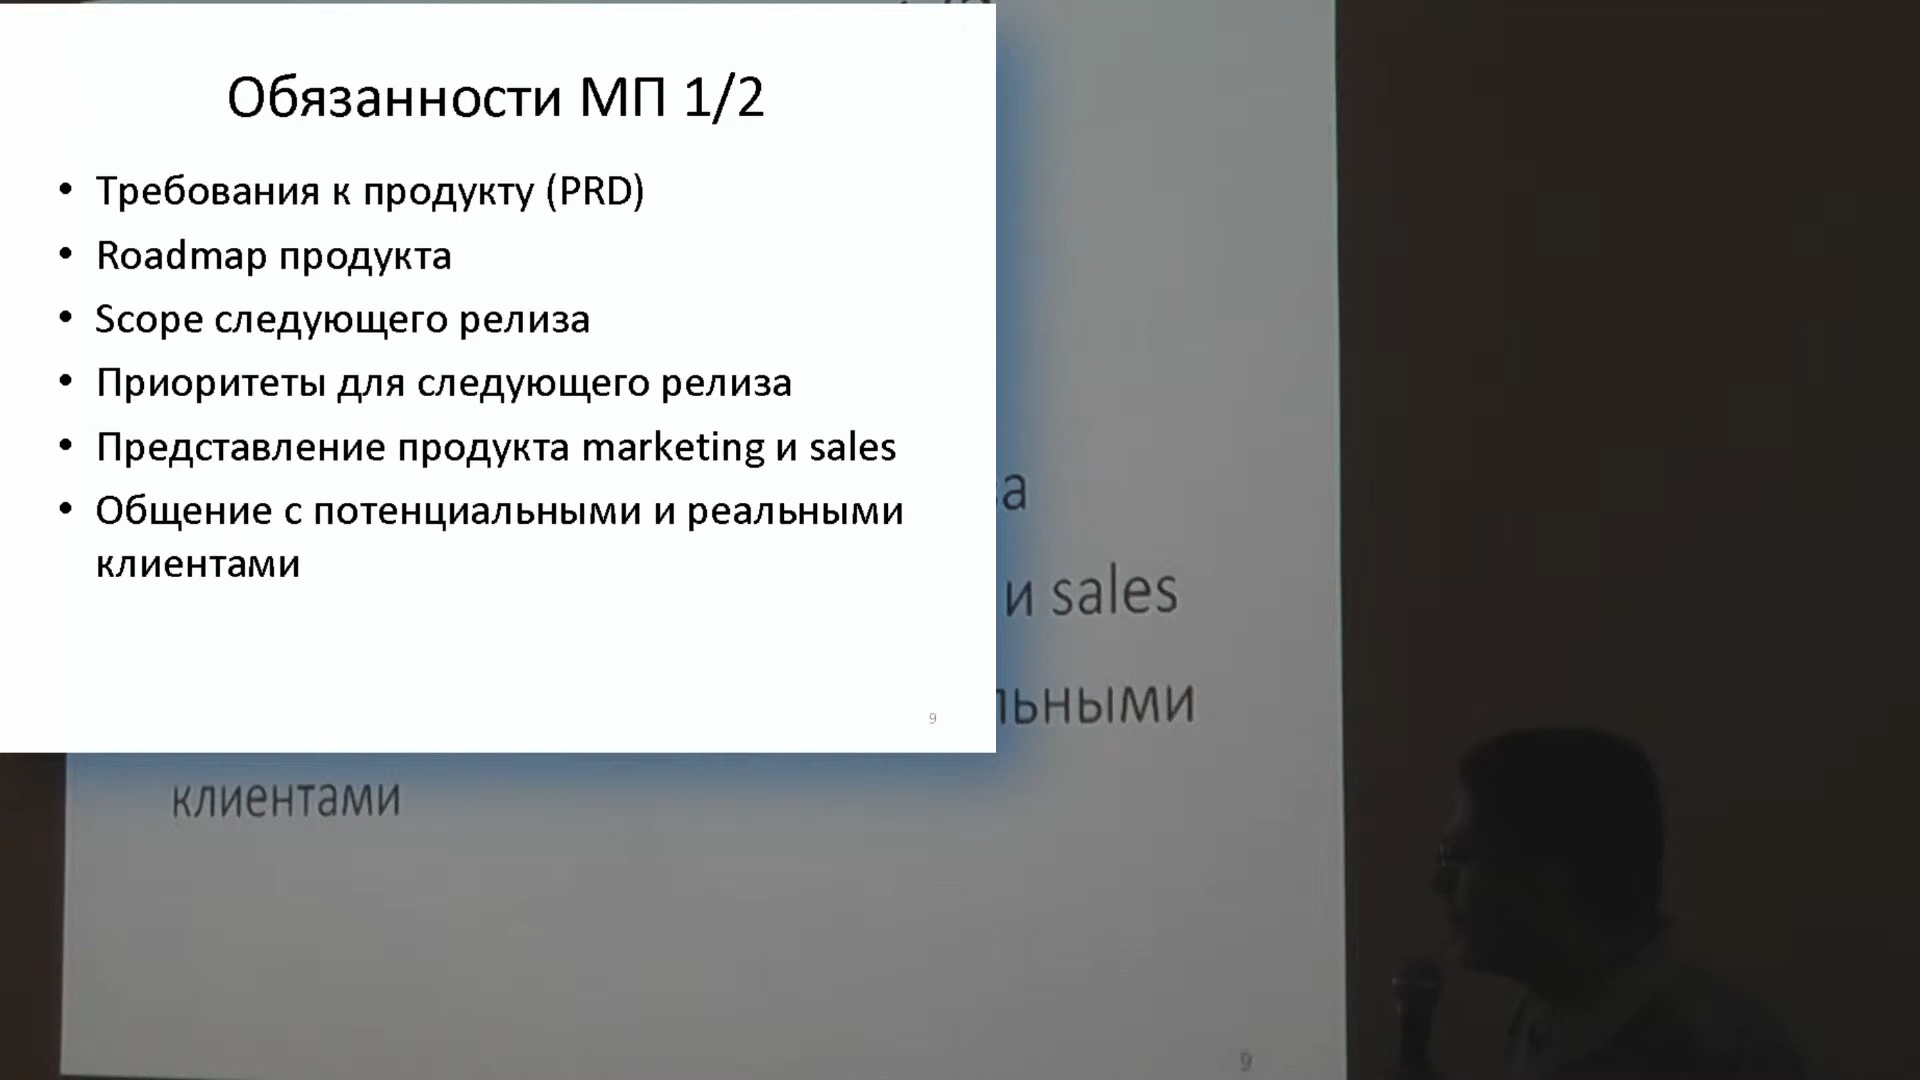 Обязанности МП 1/2
• Требования к продукту (PRD)
• Roadmap продукта
• Scope следующего релиза
• Приоритеты для следующего релиза
• Представление продукта marketing и sales
• Общение с потенциальными и реальными
клиентами
9
и sales
клиентами
9